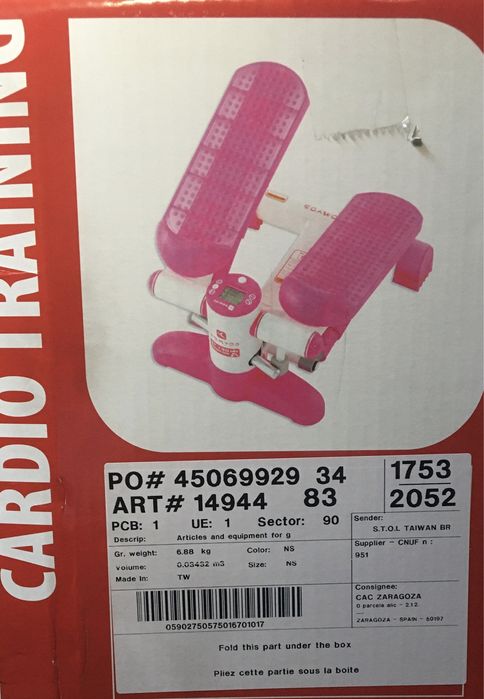 CARDIO TRAINING
DOMYOS
PO# 45069929 34
ART# 14944 83
1753
2052
PCB: 1 UE: 1 Sector: 90
Descrip: Articles and equipment for g
Gr. weight: 6.88 kg Color: NS
Volume: 0.03432 m3 Size: NS
Made In: TW
Sender:
S.T.O.L TAIWAN BR
Supplier - CNUF n :
951
Consignee:
CAC ZARAGOZA
ZARAGOZA - SPAIN - 50197
05902750575016701017
Fold this part under the box
Pliez cette partie sous la boite